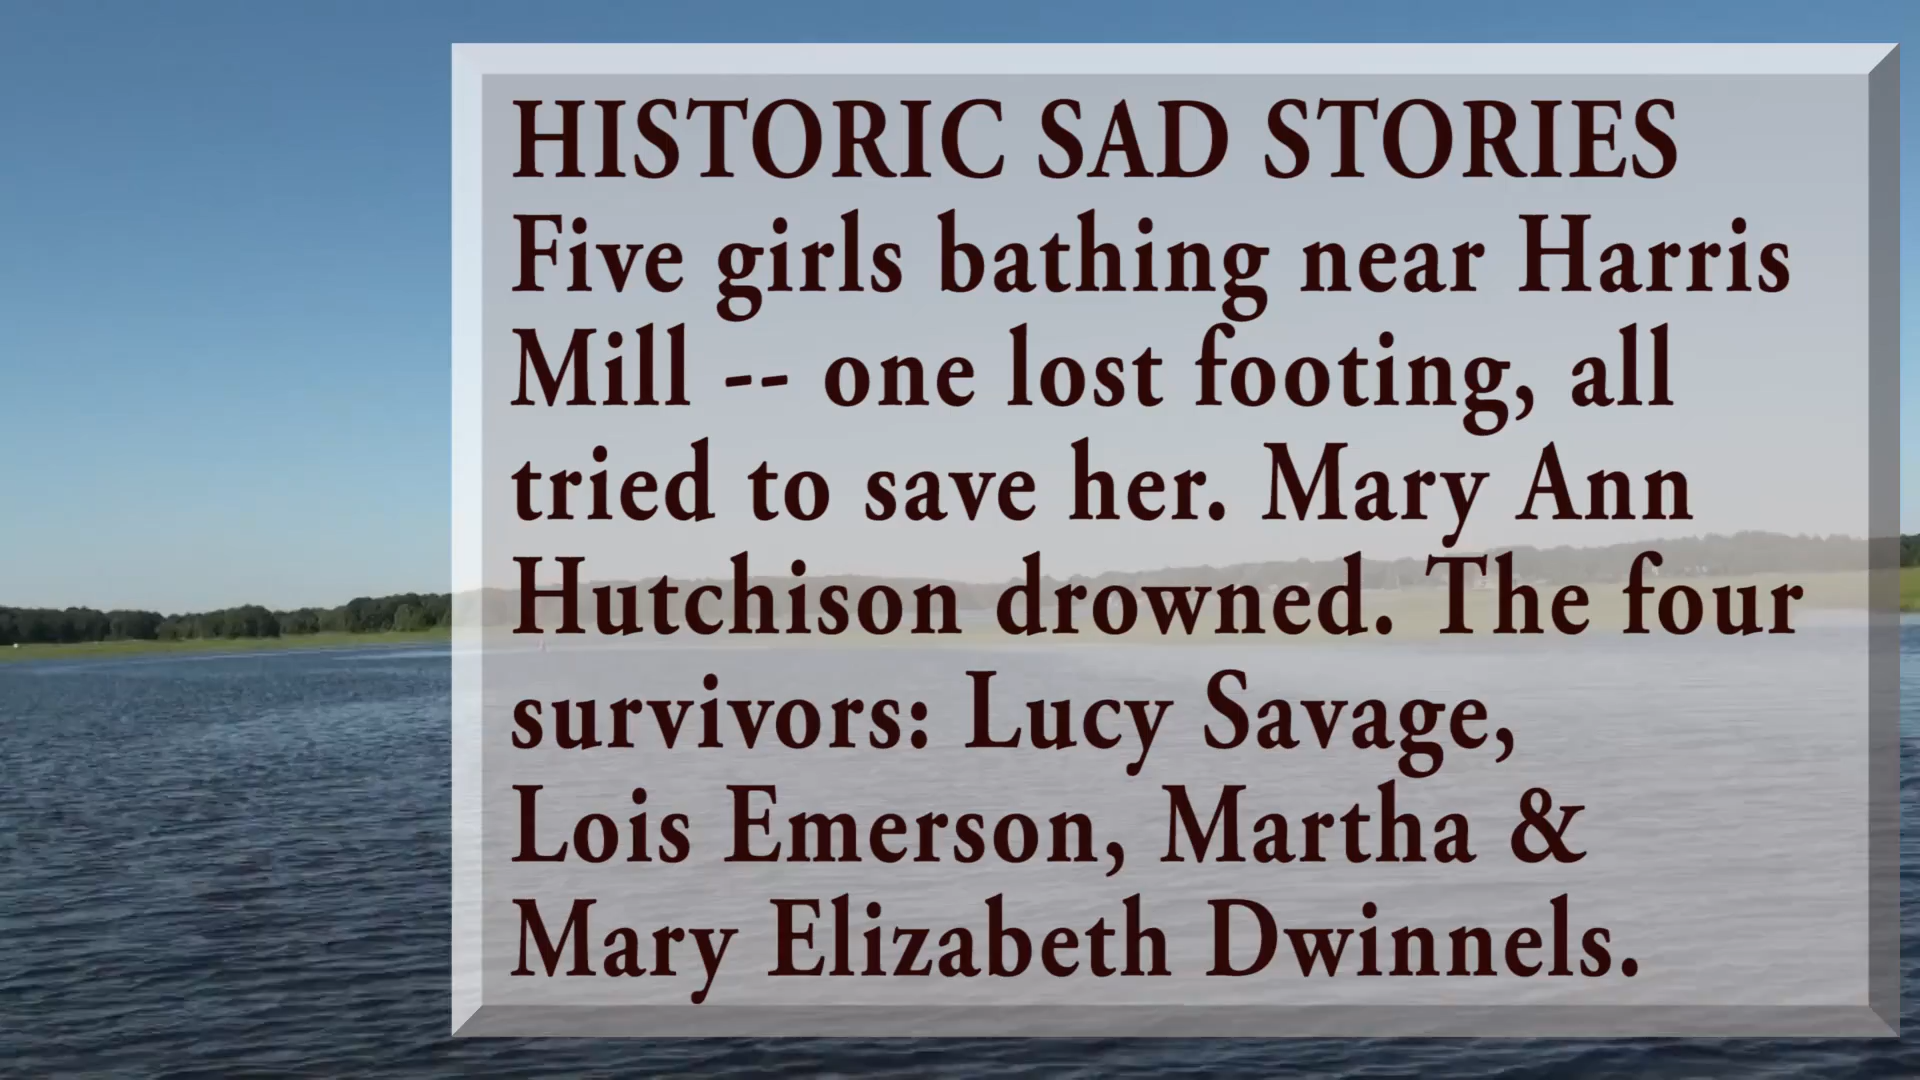 HISTORIC SAD STORIES
Five girls bathing near Harris
Mill -- one lost footing, all
tried to save her. Mary Ann
Hutchison drowned. The four
survivors: Lucy Savage,
Lois Emerson, Martha &
Mary Elizabeth Dwinnels.